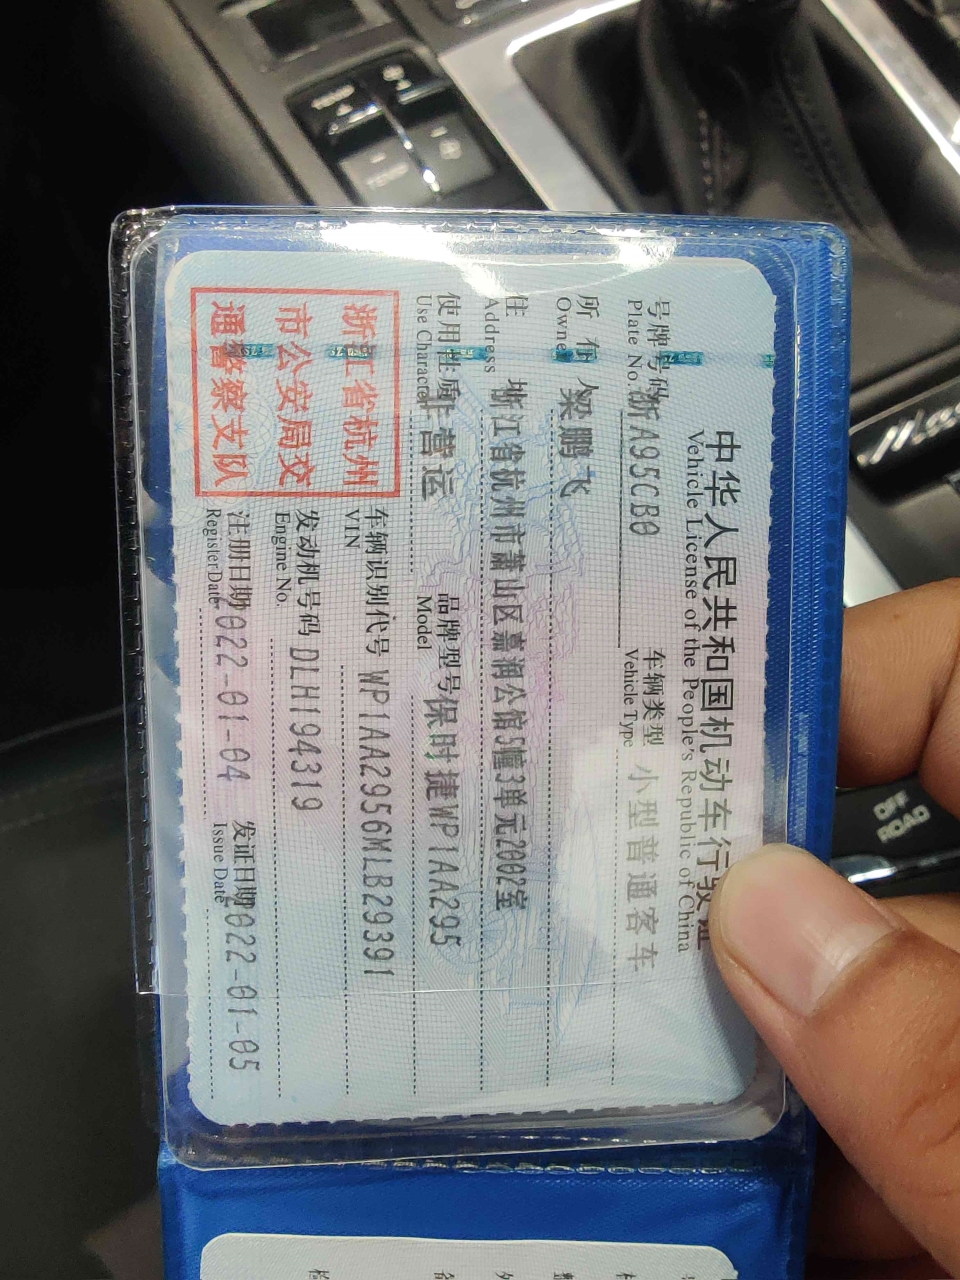 中华人民共和国机动车行驶证
Vehicle License of the People's Republic of China
号牌号码 浙A95CB0 车辆类型 小型普通客车
Plate No. Vehicle Type
所有人 梁鹏飞
Owner
住址 浙江省杭州市萧山区嘉润公馆5幢3单元2002室
Address
使用性质 非营运 品牌型号 保时捷WP1AA295
Use Character Model
浙江省杭州
市公安局交
通警察支队
车辆识别代号 WP1AA2956MLB29391
VIN
发动机号码 DLH194319
Engine No.
注册日期 2022-01-04 发证日期 2022-01-05
Register Date Issue Date
OFF
ROAD
TEMP